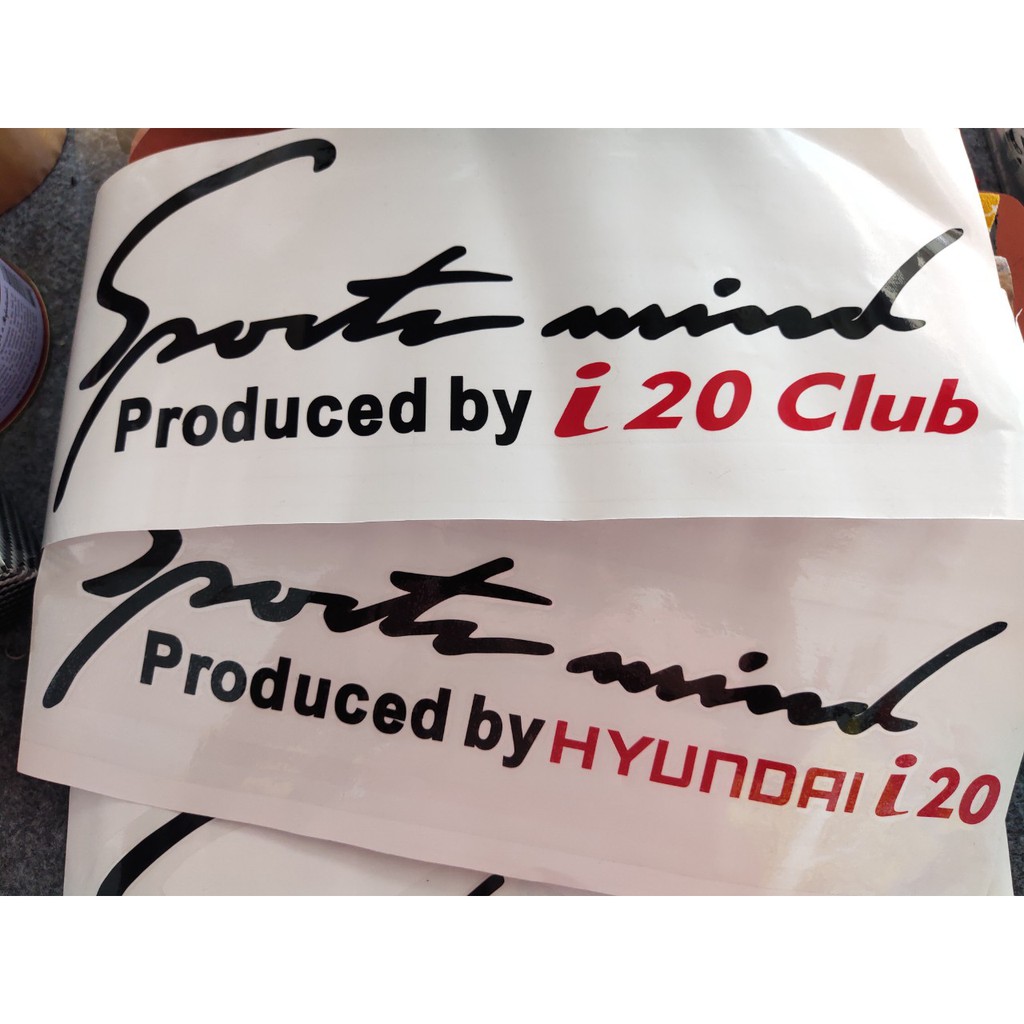 Sports mind
Produced by i 20 Club
Sports mind
Produced by HYUNDAI i 20